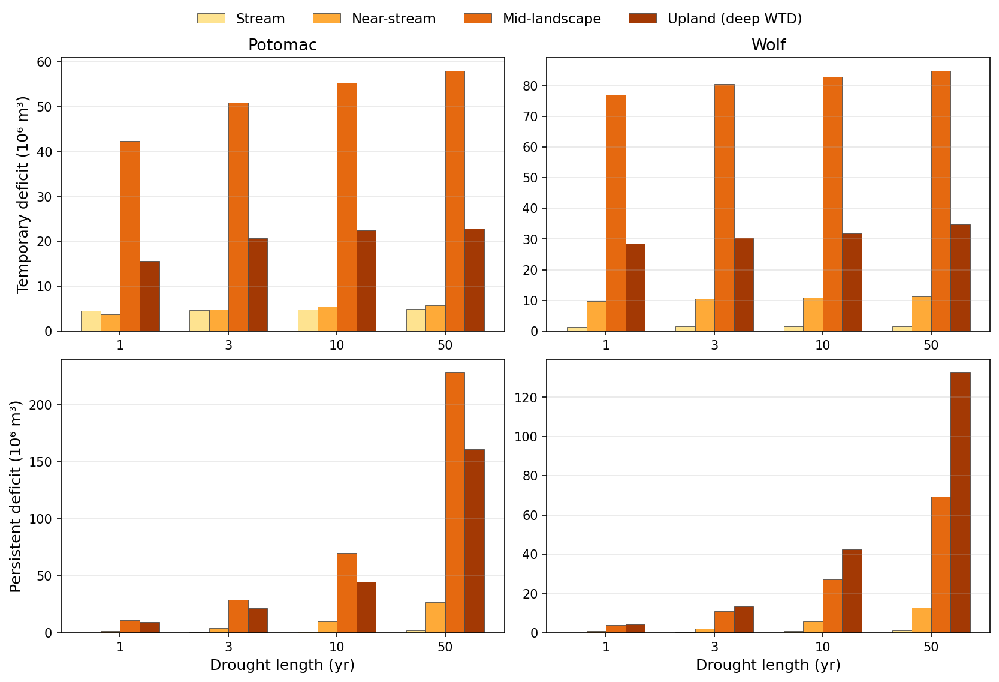 Stream Near-stream Mid-landscape Upland (deep WTD)
Potomac
Wolf
Temporary deficit (10⁶ m³)
60
50
40
30
20
10
0
1 3 10 50
80
70
60
50
40
30
20
10
0
1 3 10 50
Persistent deficit (10⁶ m³)
200
150
100
50
0
1 3 10 50
Drought length (yr)
120
100
80
60
40
20
0
1 3 10 50
Drought length (yr)